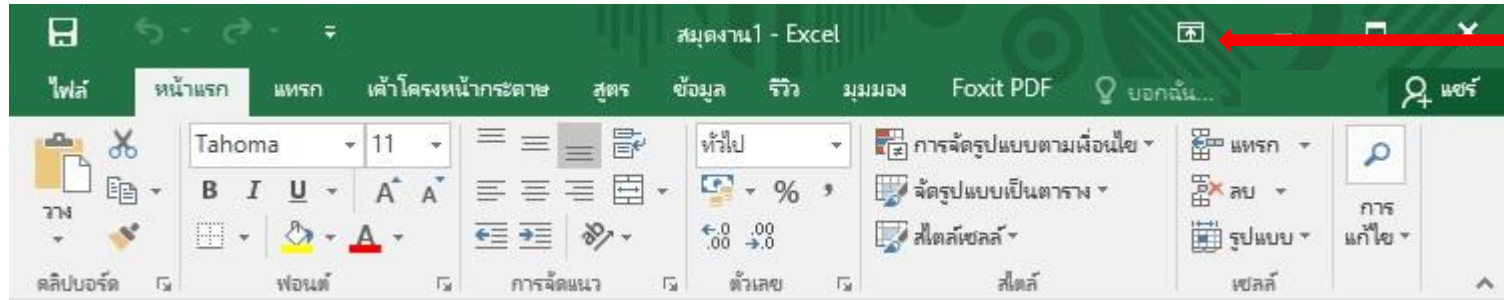 สมุดงาน1 - Excel
ไฟล์ หน้าแรก แทรก เค้าโครงหน้ากระดาษ สูตร ข้อมูล รีวิว มุมมอง Foxit PDF บอกฉัน... แชร์
Tahoma 11 ทั่วไป การจัดรูปแบบตามเงื่อนไข แทรก
วาง B I U A A % , จัดรูปแบบเป็นตาราง ลบ การแก้ไข
A .0 .00 .00 .0 สไตล์เซลล์ รูปแบบ
คลิปบอร์ด ฟอนต์ การจัดแนว ตัวเลข สไตล์ เซลล์